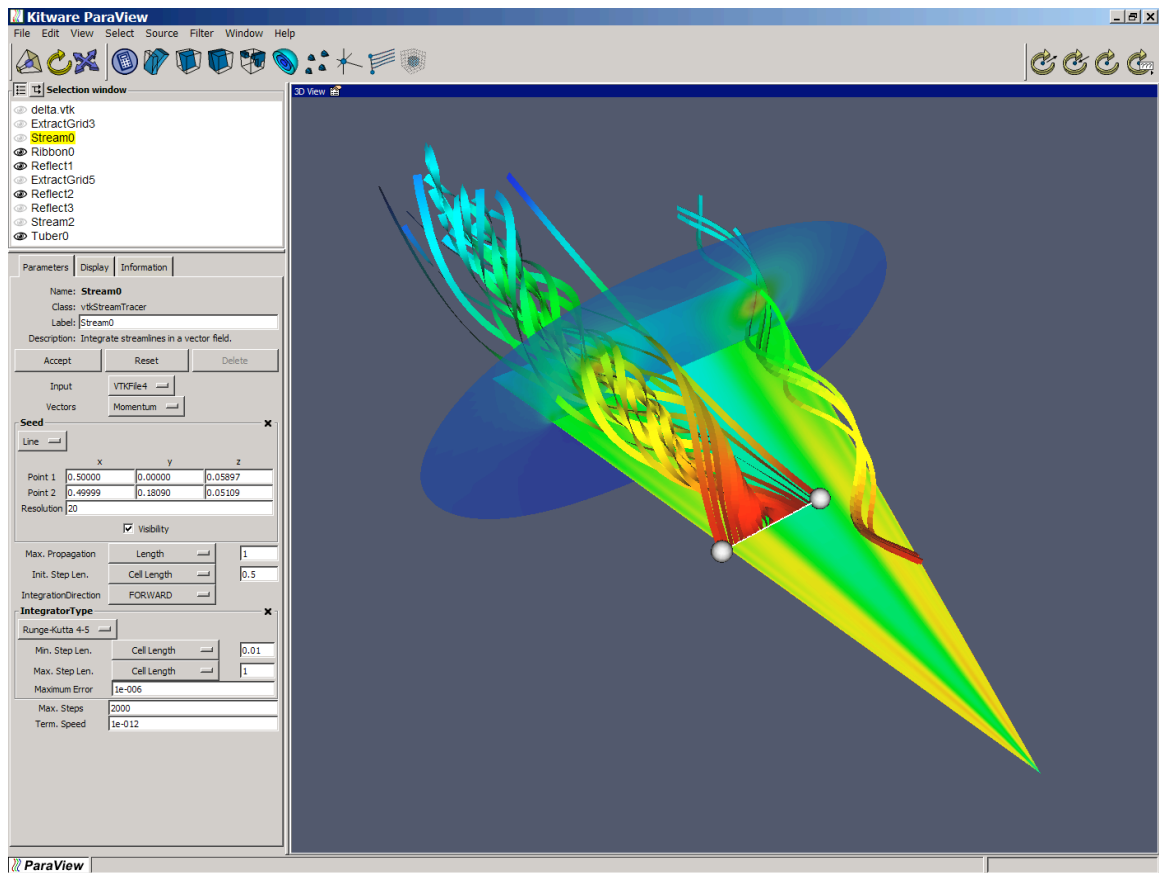 Kitware ParaView
File Edit View Select Source Filter Window Help
Selection window
3D View
delta.vtk
ExtractGrid3
Stream0
Ribbon0
Reflect1
ExtractGrid5
Reflect2
Reflect3
Stream2
Tuber0
Parameters Display Information
Name: Stream0
Class: vtkStreamTracer
Label: Stream0
Description: Integrate streamlines in a vector field.
Accept Reset Delete
Input VTKFile4
Vectors Momentum
Seed
Line
x y z
Point 1 0.50000 0.00000 0.05897
Point 2 0.49999 0.18090 0.05109
Resolution 20
Visibility
Max. Propagation Length 1
Init. Step Len. Cell Length 0.5
IntegrationDirection FORWARD
IntegratorType
Runge-Kutta 4-5
Min. Step Len. Cell Length 0.01
Max. Step Len. Cell Length 1
Maximum Error 1e-006
Max. Steps 2000
Term. Speed 1e-012
ParaView